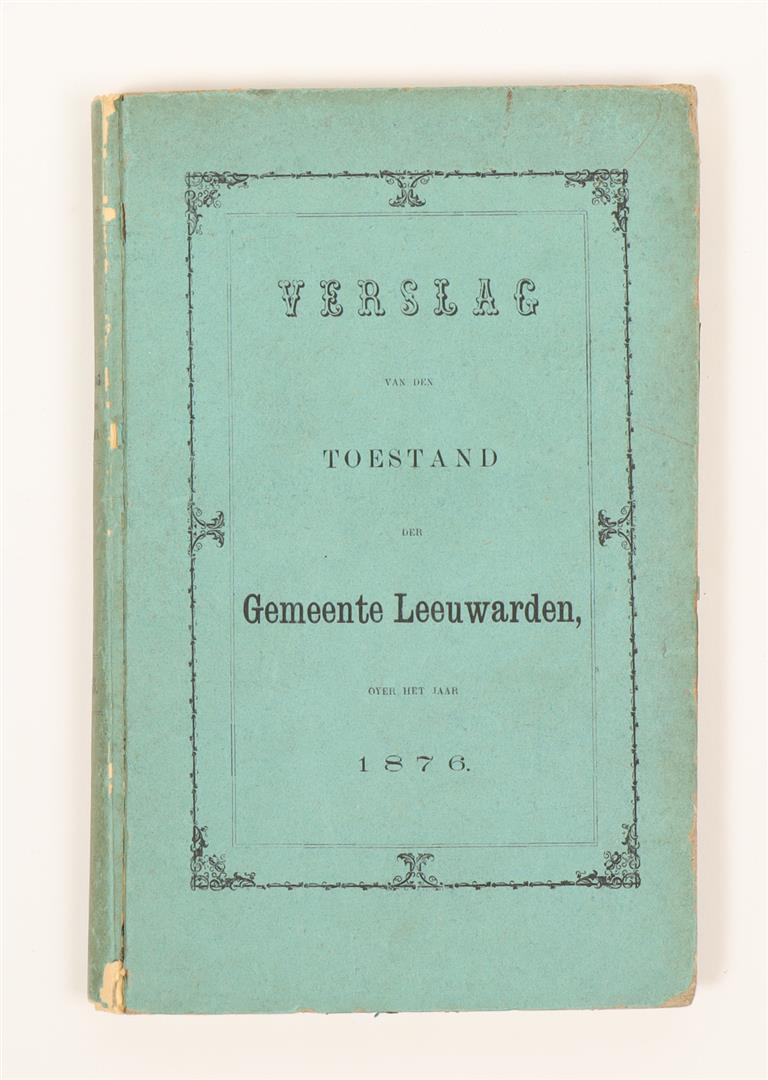 VERSLAG
VAN DEN
TOESTAND
DER
Gemeente Leeuwarden,
OVER HET JAAR
1876.